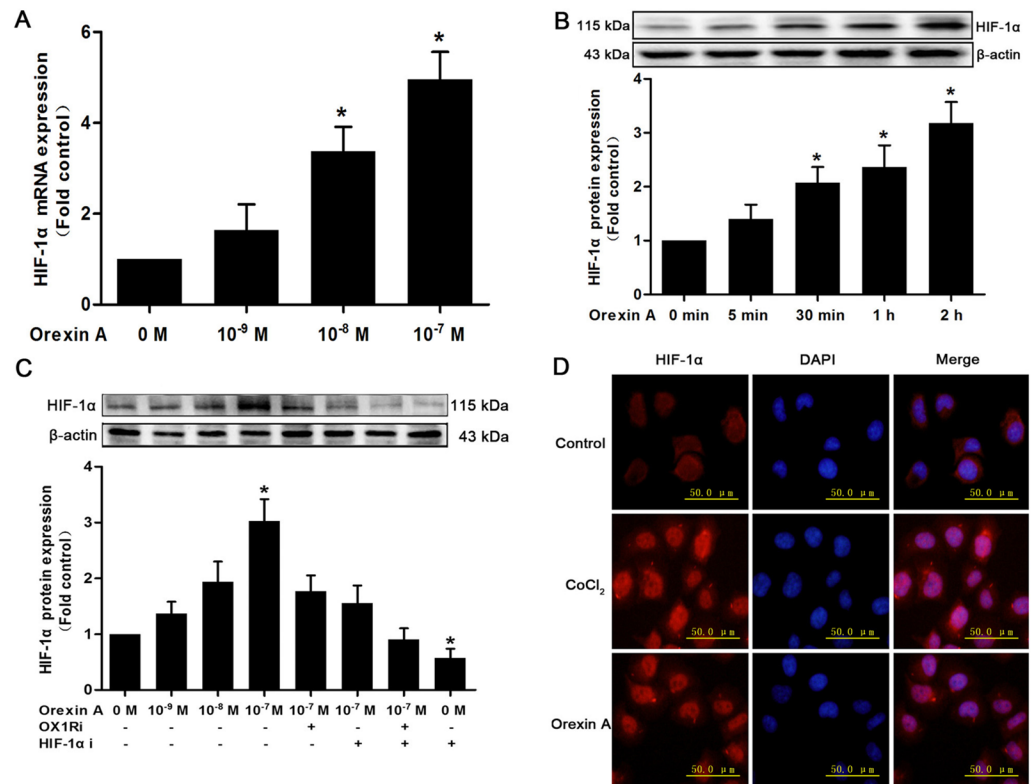 A
HIF-1α mRNA expression
(Fold control)
6
4
2
0
*
*
Orexin A 0 M 10⁻⁹ M 10⁻⁸ M 10⁻⁷ M
B
115 kDa HIF-1α
43 kDa β-actin
HIF-1α protein expression
(Fold control)
4
3
2
1
0
*
*
*
Orexin A 0 min 5 min 30 min 1 h 2 h
C
HIF-1α 115 kDa
β-actin 43 kDa
HIF-1α protein expression
(Fold control)
4
3
2
1
0
*
*
Orexin A 0 M 10⁻⁹ M 10⁻⁸ M 10⁻⁷ M 10⁻⁷ M 10⁻⁷ M 10⁻⁷ M 0 M
OX1Ri - - - - + - + -
HIF-1α i - - - - - + + +
D
HIF-1α DAPI Merge
Control
50.0 µm 50.0 µm 50.0 µm
CoCl₂
50.0 µm 50.0 µm 50.0 µm
Orexin A
50.0 µm 50.0 µm 50.0 µm